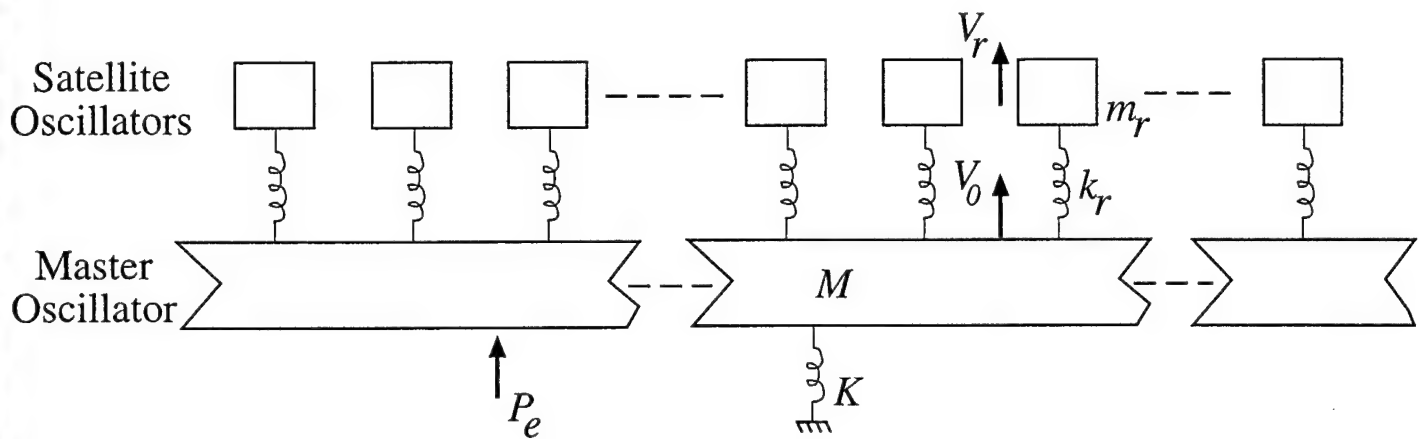 Satellite
Oscillators
V_r
m_r
V_0
k_r
Master
Oscillator
M
P_e
K